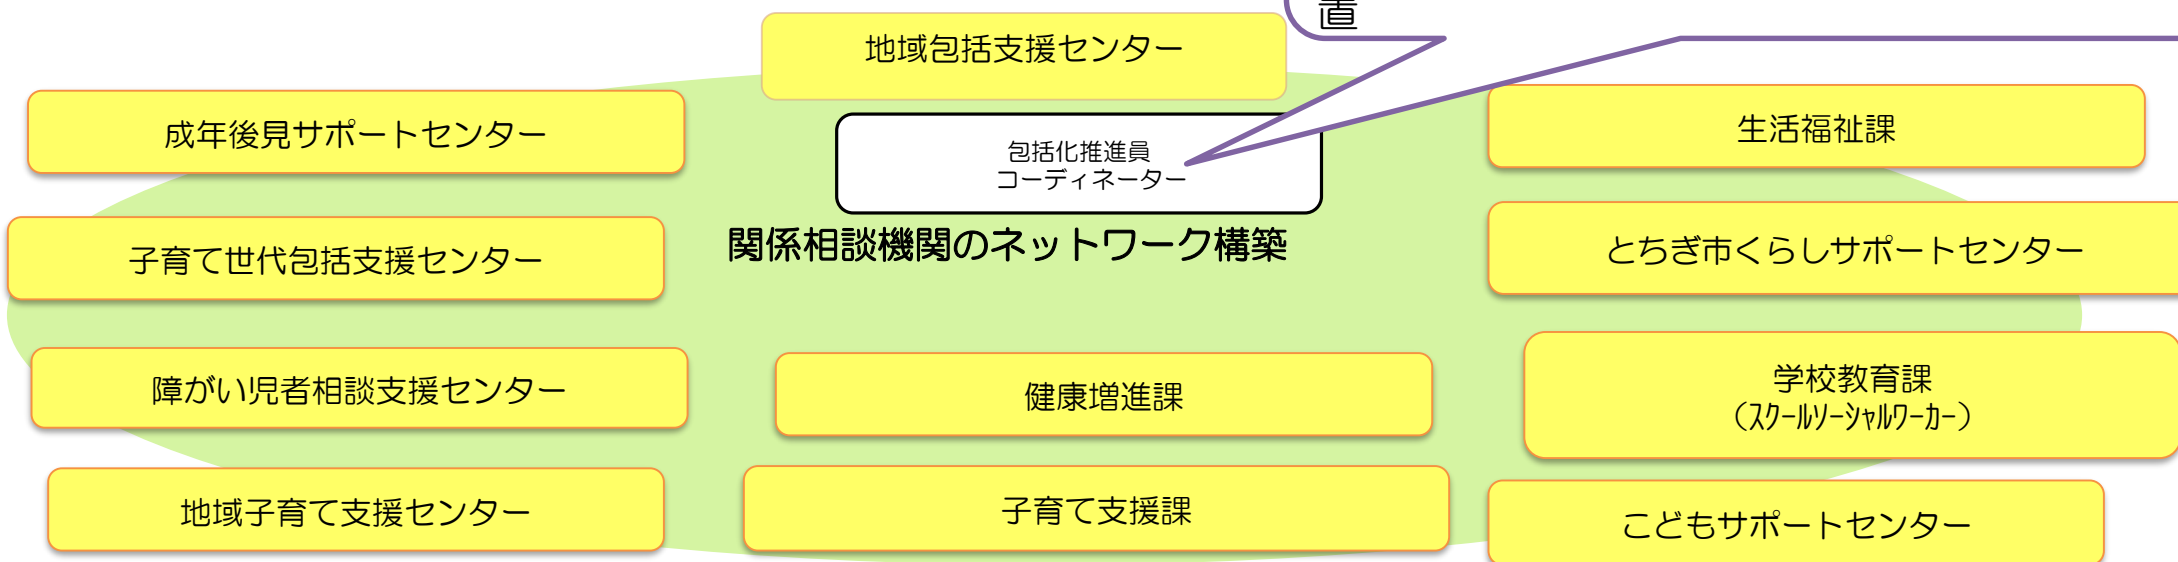 置
地域包括支援センター
成年後見サポートセンター
生活福祉課
包括化推進員
コーディネーター
関係相談機関のネットワーク構築
子育て世代包括支援センター
とちぎ市くらしサポートセンター
障がい児者相談支援センター
健康増進課
学校教育課
（ｽｸｰﾙｿｰｼｬﾙﾜｰｶｰ）
地域子育て支援センター
子育て支援課
こどもサポートセンター